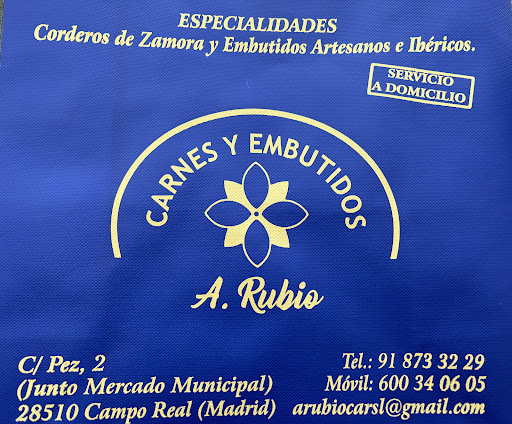 ESPECIALIDADES
Corderos de Zamora y Embutidos Artesanos e Ibéricos.
SERVICIO
A DOMICILIO
CARNES Y EMBUTIDOS
A. Rubio
C/ Pez, 2
(Junto Mercado Municipal)
28510 Campo Real (Madrid)
Tel.: 91 873 32 29
Móvil: 600 34 06 05
arubiocarsl@gmail.com